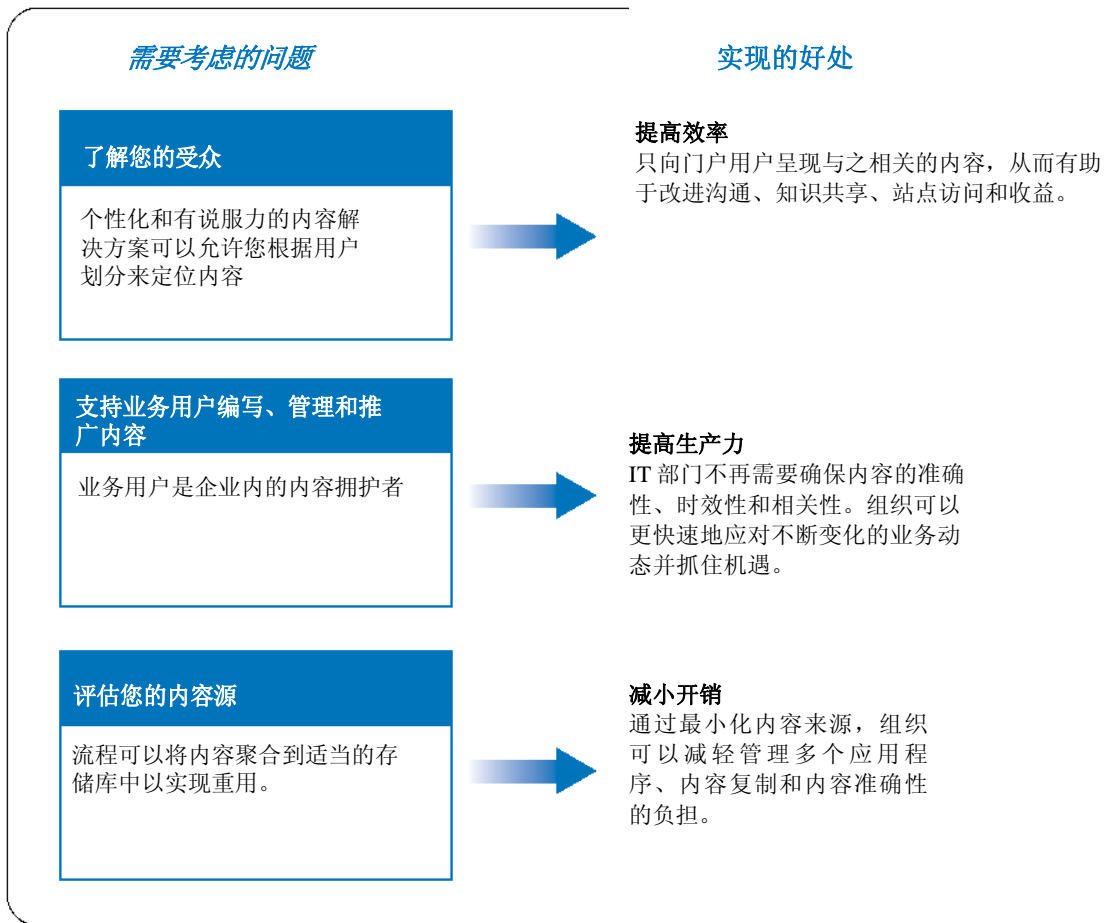 需要考虑的问题
实现的好处
了解您的受众
个性化和有说服力的内容解
决方案可以允许您根据用户
划分来定位内容
提高效率
只向门户用户呈现与之相关的内容，从而有助
于改进沟通、知识共享、站点访问和收益。
支持业务用户编写、管理和推
广内容
业务用户是企业内的内容拥护者
提高生产力
IT 部门不再需要确保内容的准确
性、时效性和相关性。组织可以
更快速地应对不断变化的业务动
态并抓住机遇。
评估您的内容源
流程可以将内容聚合到适当的存
储库中以实现重用。
减小开销
通过最小化内容来源，组织
可以减轻管理多个应用程
序、内容复制和内容准确性
的负担。